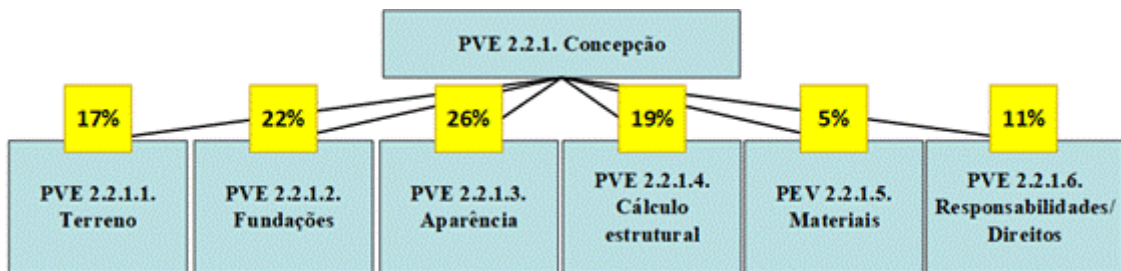 PVE 2.2.1. Concepção
17%
22%
26%
19%
5%
11%
PVE 2.2.1.1.
Terreno
PVE 2.2.1.2.
Fundações
PVE 2.2.1.3.
Aparência
PVE 2.2.1.4.
Cálculo
estrutural
PEV 2.2.1.5.
Materiais
PVE 2.2.1.6.
Responsabilidades/
Direitos